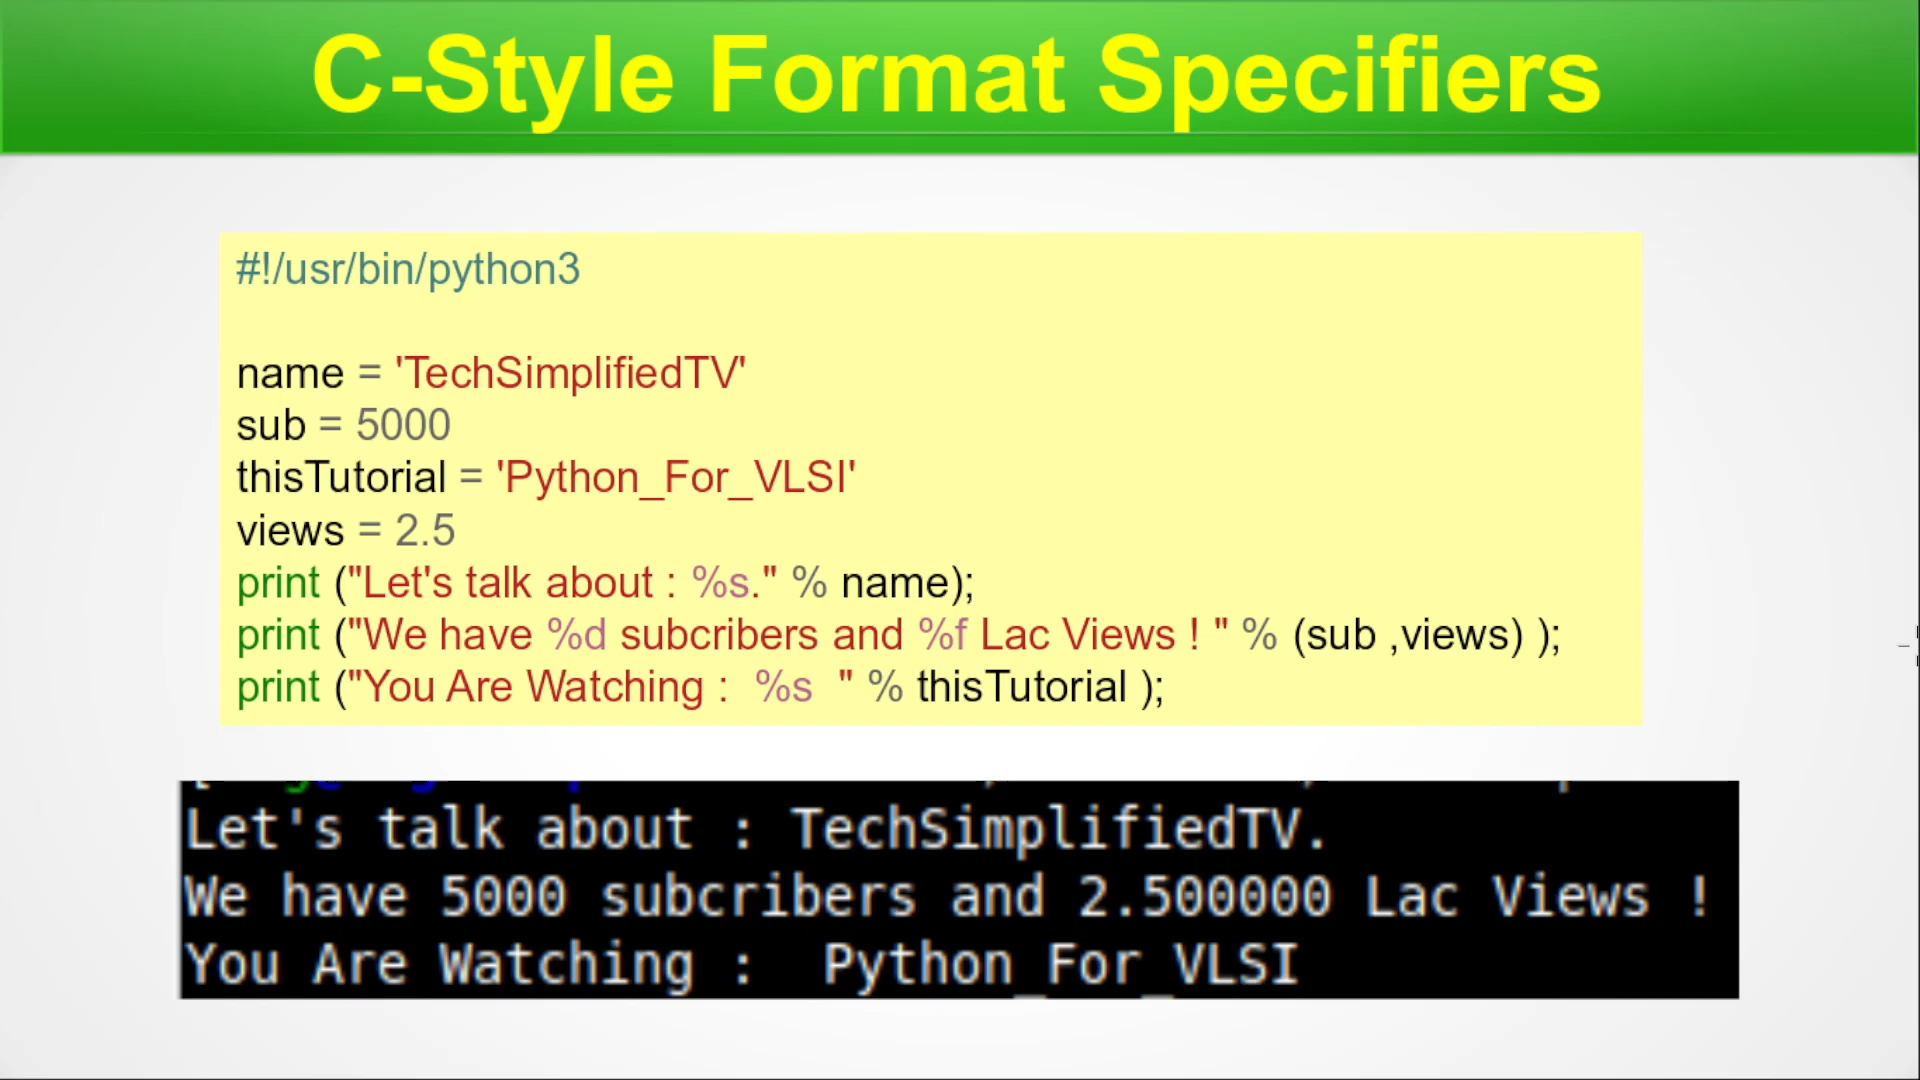 C-Style Format Specifiers
#!/usr/bin/python3
name = 'TechSimplifiedTV'
sub = 5000
thisTutorial = 'Python_For_VLSI'
views = 2.5
print ("Let's talk about : %s." % name);
print ("We have %d subcribers and %f Lac Views ! " % (sub ,views) );
print ("You Are Watching :  %s  " % thisTutorial );
Let's talk about : TechSimplifiedTV.
We have 5000 subcribers and 2.500000 Lac Views !
You Are Watching :  Python_For_VLSI